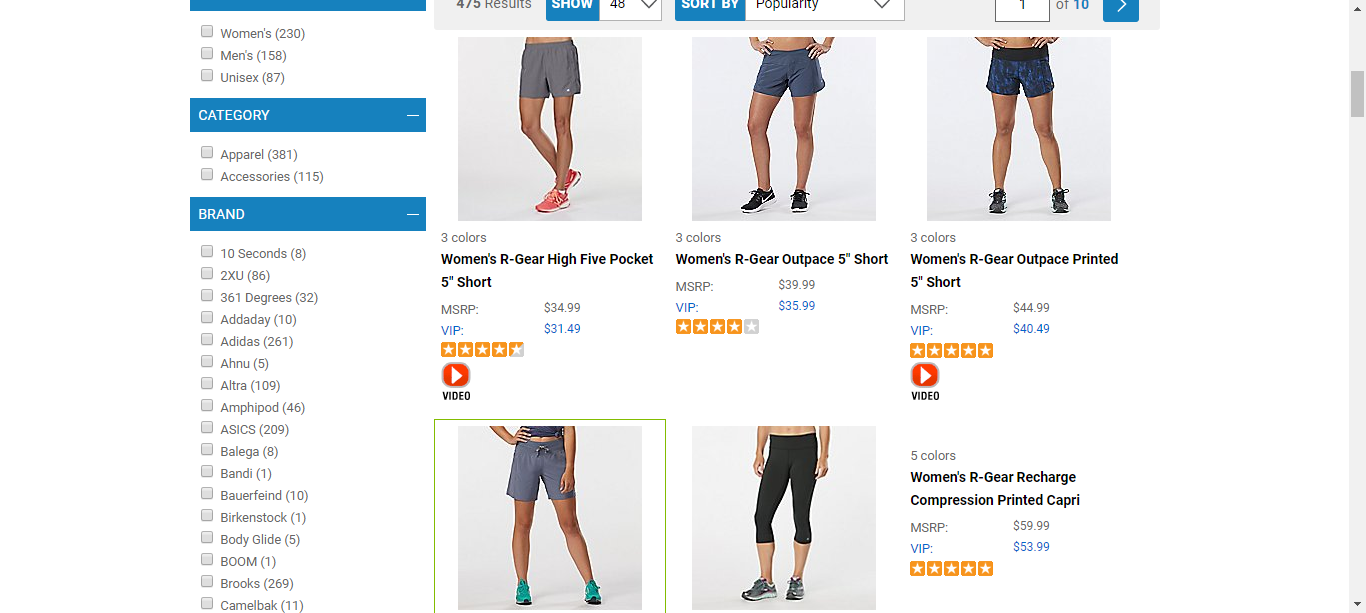 475 Results
SHOW
48
SORT BY
Popularity
1
of 10
Women's (230)
Men's (158)
Unisex (87)
CATEGORY
Apparel (381)
Accessories (115)
BRAND
10 Seconds (8)
2XU (86)
361 Degrees (32)
Addaday (10)
Adidas (261)
Ahnu (5)
Altra (109)
Amphipod (46)
ASICS (209)
Balega (8)
Bandi (1)
Bauerfeind (10)
Birkenstock (1)
Body Glide (5)
BOOM (1)
Brooks (269)
Camelbak (11)
3 colors
Women's R-Gear High Five Pocket
5" Short
MSRP: $34.99
VIP: $31.49
VIDEO
3 colors
Women's R-Gear Outpace 5" Short
MSRP: $39.99
VIP: $35.99
3 colors
Women's R-Gear Outpace Printed
5" Short
MSRP: $44.99
VIP: $40.49
VIDEO
5 colors
Women's R-Gear Recharge
Compression Printed Capri
MSRP: $59.99
VIP: $53.99